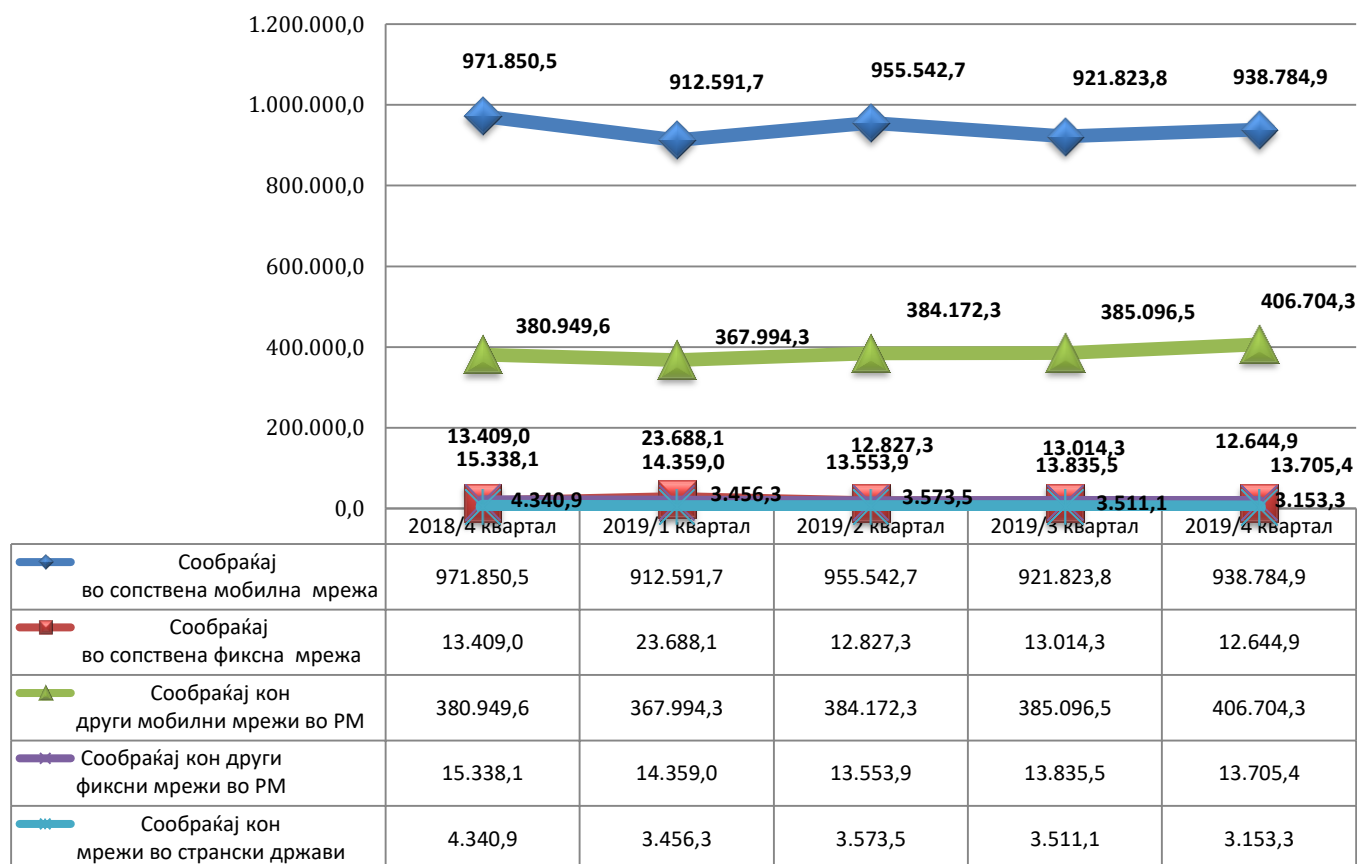 1.200.000,0
1.000.000,0
800.000,0
600.000,0
400.000,0
200.000,0
0,0
971.850,5
912.591,7
955.542,7
921.823,8
938.784,9
380.949,6
367.994,3
384.172,3
385.096,5
406.704,3
13.409,0
23.688,1
12.827,3
13.014,3
12.644,9
15.338,1
14.359,0
13.553,9
13.835,5
13.705,4
4.340,9
3.456,3
3.573,5
3.511,1
3.153,3
2018/4 квартал 2019/1 квартал 2019/2 квартал 2019/3 квартал 2019/4 квартал
Сообраќај
во сопствена мобилна мрежа
971.850,5 912.591,7 955.542,7 921.823,8 938.784,9
Сообраќај
во сопствена фиксна мрежа
13.409,0 23.688,1 12.827,3 13.014,3 12.644,9
Сообраќај кон
други мобилни мрежи во РМ
380.949,6 367.994,3 384.172,3 385.096,5 406.704,3
Сообраќај кон други
фиксни мрежи во РМ
15.338,1 14.359,0 13.553,9 13.835,5 13.705,4
Сообраќај кон
мрежи во странски држави
4.340,9 3.456,3 3.573,5 3.511,1 3.153,3